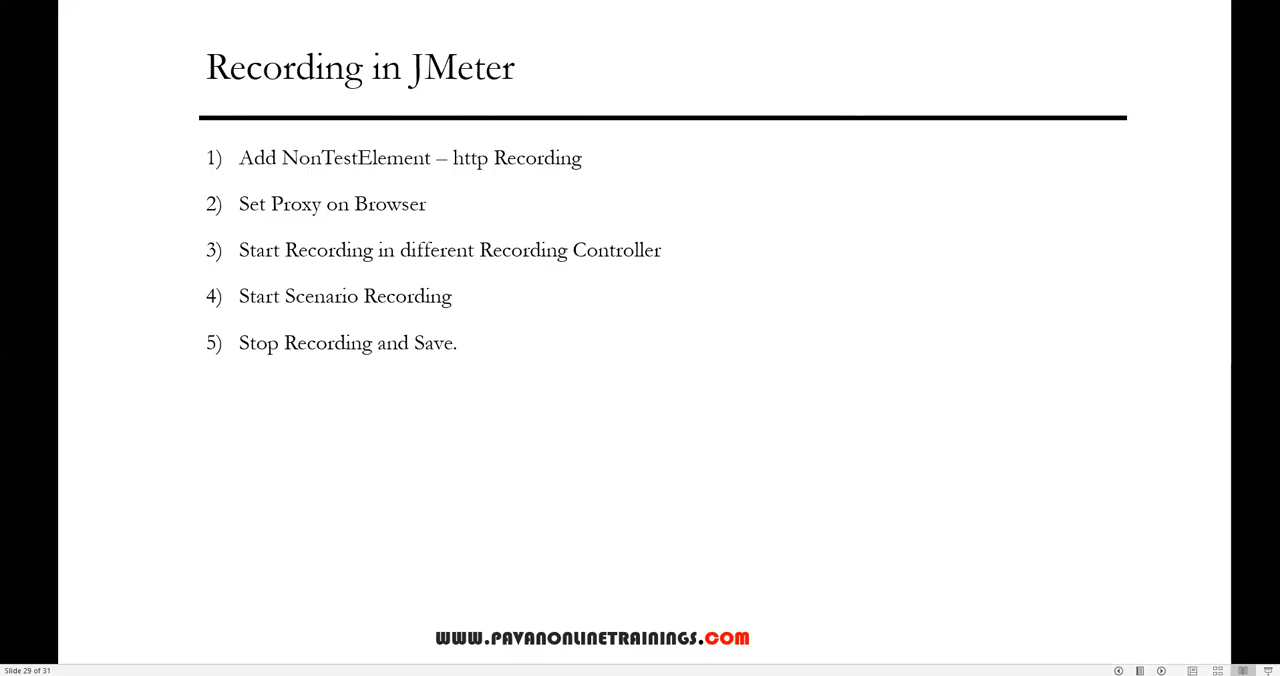 Recording in JMeter
1) Add NonTestElement – http Recording
2) Set Proxy on Browser
3) Start Recording in different Recording Controller
4) Start Scenario Recording
5) Stop Recording and Save.
WWW.PAVANONLINETRAININGS.COM
Slide 29 of 31